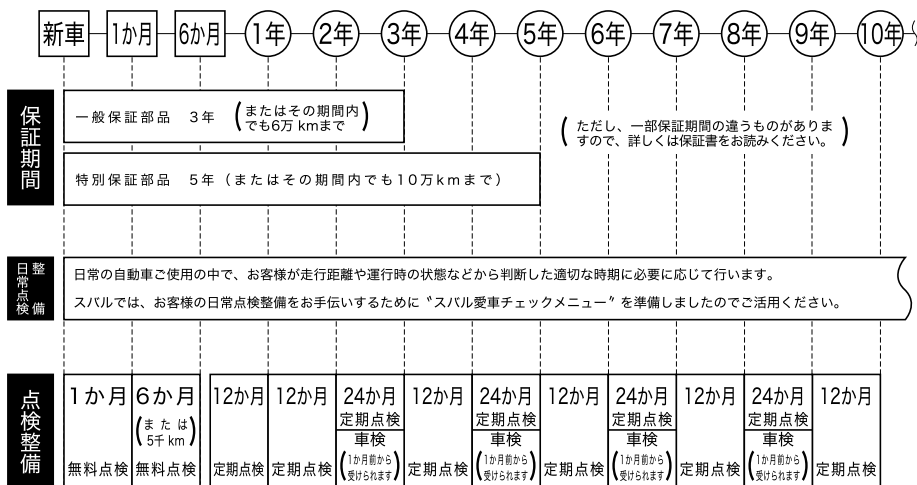 新車 1か月 6か月 1年 2年 3年 4年 5年 6年 7年 8年 9年 10年
保証期間
一般保証部品 3年 (またはその期間内
でも6万kmまで)
(ただし、一部保証期間の違うものがありま
すので、詳しくは保証書をお読みください。)
特別保証部品 5年(またはその期間内でも10万kmまで)
日常点検
整備
日常の自動車ご使用の中で、お客様が走行距離や運行時の状態などから判断した適切な時期に必要に応じて行います。
スバルでは、お客様の日常点検整備をお手伝いするために〝スバル愛車チェックメニュー〟を準備しましたのでご活用ください。
点検整備
1か月
無料点検
6か月
(または
5千km)
無料点検
12か月
定期点検
12か月
定期点検
24か月
定期点検
車検
(1か月前から
受けられます)
12か月
定期点検
24か月
定期点検
車検
(1か月前から
受けられます)
12か月
定期点検
24か月
定期点検
車検
(1か月前から
受けられます)
12か月
定期点検
24か月
定期点検
車検
(1か月前から
受けられます)
12か月
定期点検